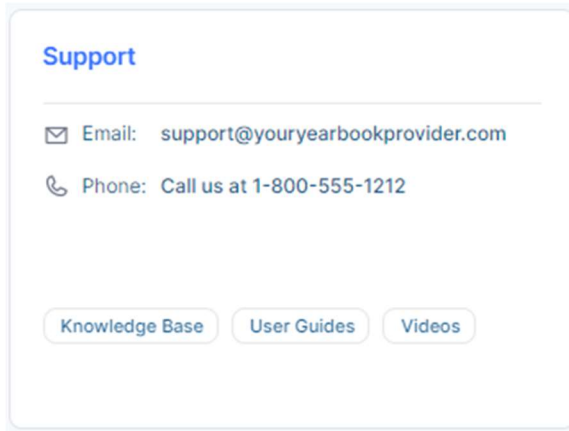 Support
Email: support@youryearbookprovider.com
Phone: Call us at 1-800-555-1212
Knowledge Base User Guides Videos